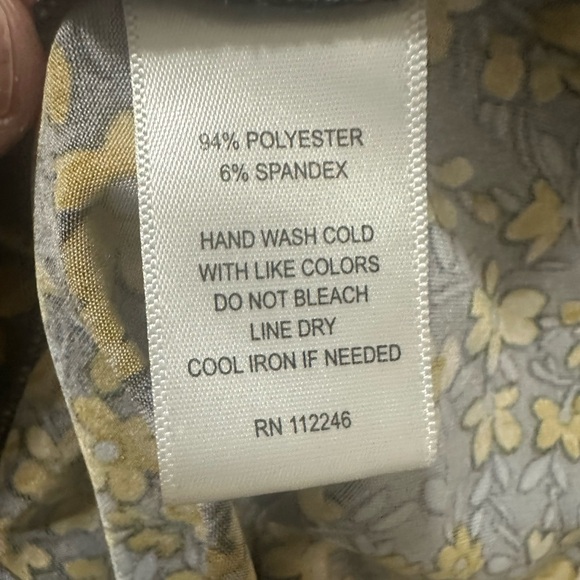 94% POLYESTER
6% SPANDEX
HAND WASH COLD
WITH LIKE COLORS
DO NOT BLEACH
LINE DRY
COOL IRON IF NEEDED
RN 112246